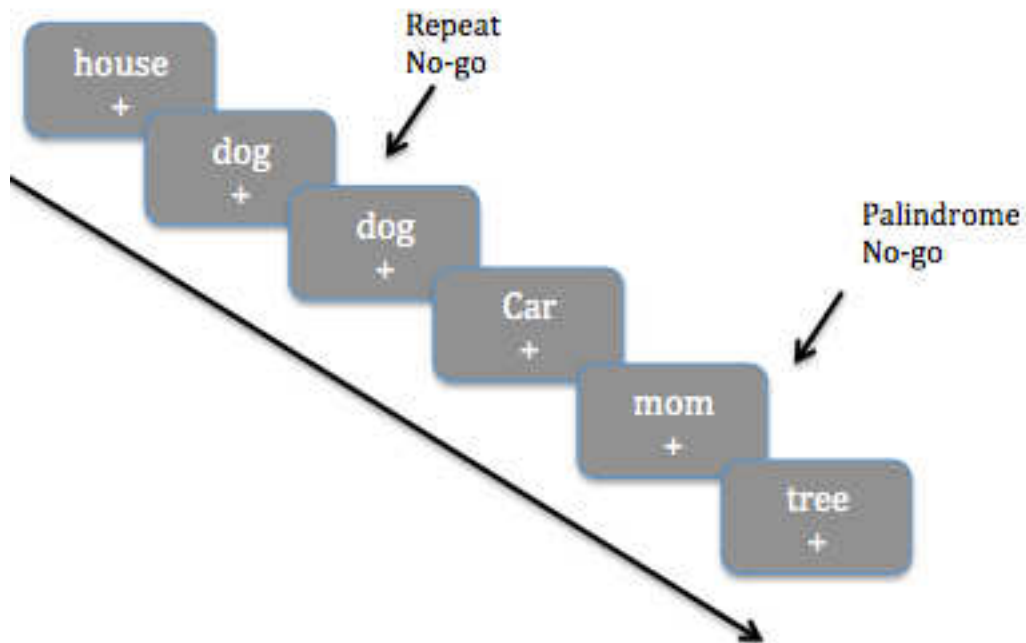 house
+
Repeat
No-go
dog
+
dog
+
Palindrome
No-go
Car
+
mom
+
tree
+